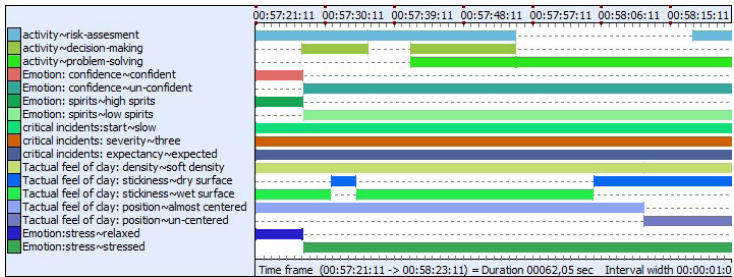 00:57:21:11 00:57:30:11 00:57:39:11 00:57:48:11 00:57:57:11 00:58:06:11 00:58:15:11
activity~risk-assesment
activity~decision-making
activity~problem-solving
Emotion: confidence~confident
Emotion: confidence~un-confident
Emotion: spirits~high sprits
Emotion: spirits~low spirits
critical incidents:start~slow
critical incidents: severity~three
critical incidents: expectancy~expected
Tactual feel of clay: density~soft density
Tactual feel of clay: stickiness~dry surface
Tactual feel of clay: stickiness~wet surface
Tactual feel of clay: position~almost centered
Tactual feel of clay: position~un-centered
Emotion:stress~relaxed
Emotion:stress~stressed
Time frame (00:57:21:11 -> 00:58:23:11) = Duration 00062,05 sec Interval width 00:00:01:0